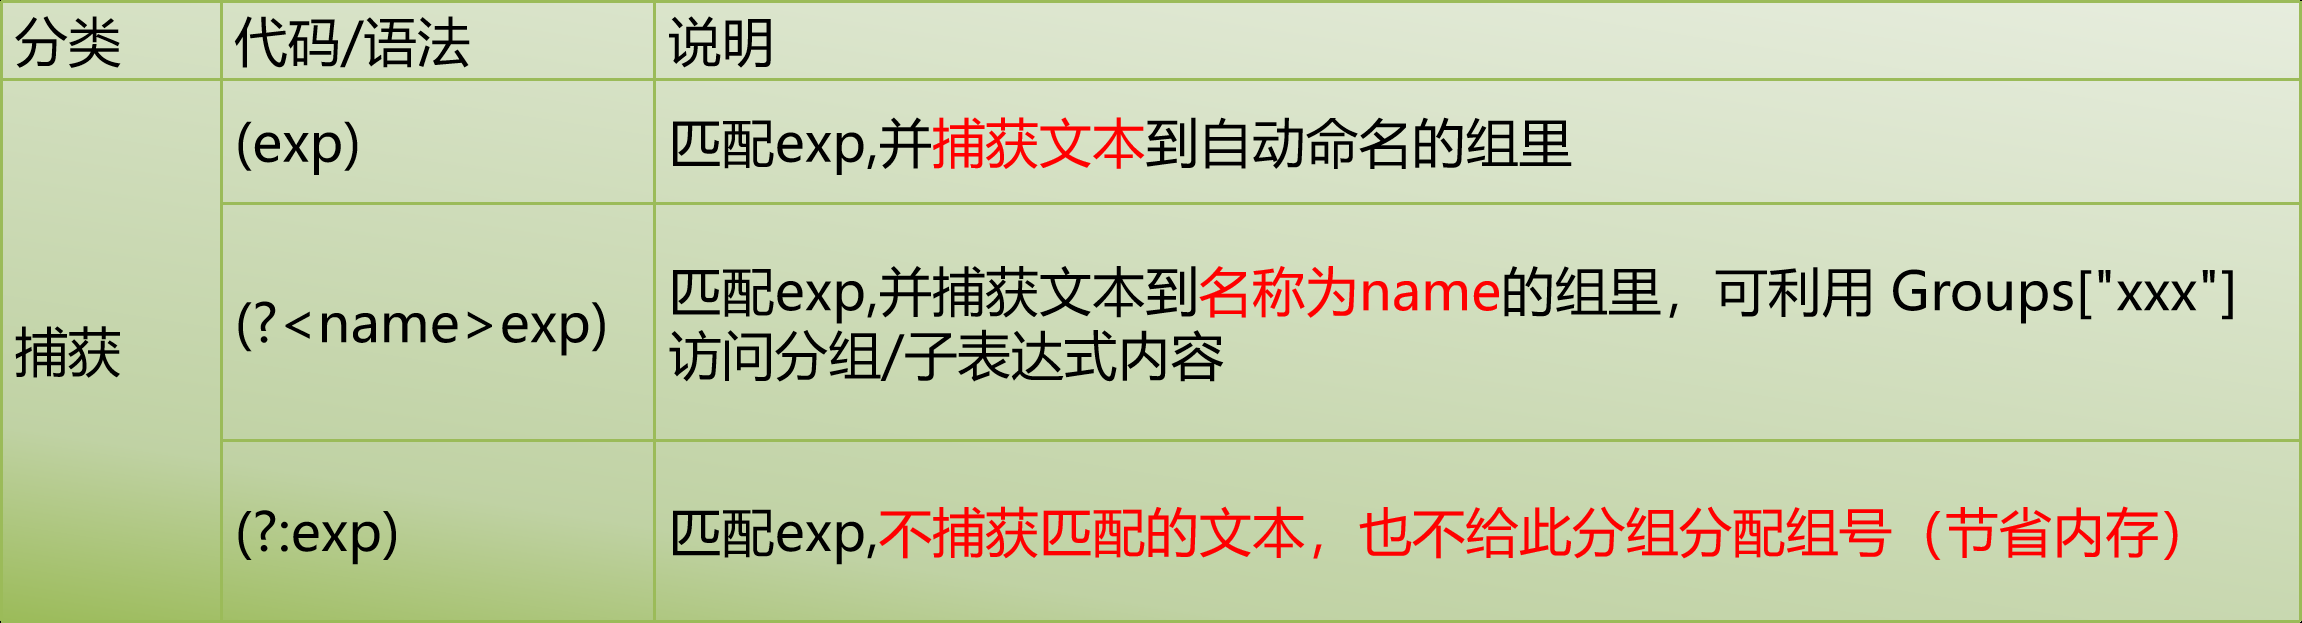 分类 代码/语法 说明
(exp) 匹配exp,并捕获文本到自动命名的组里
捕获
(?<name>exp) 匹配exp,并捕获文本到名称为name的组里，可利用 Groups["xxx"]
访问分组/子表达式内容
(?:exp) 匹配exp,不捕获匹配的文本，也不给此分组分配组号（节省内存）